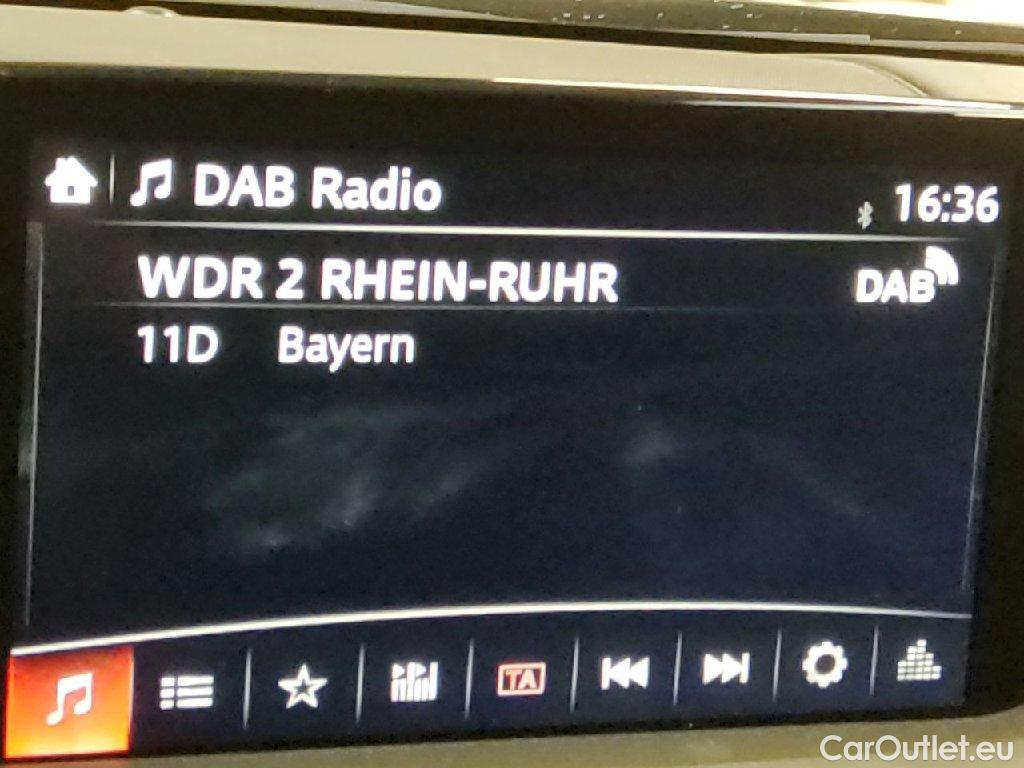 DAB Radio 16:36
WDR 2 RHEIN-RUHR DAB
11D Bayern
TA
CarOutlet.eu